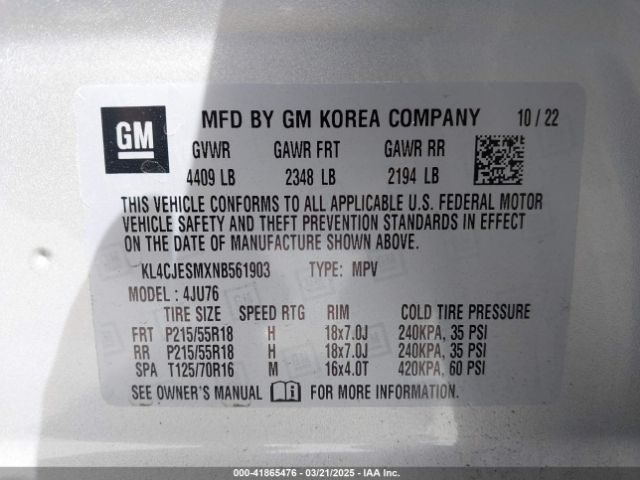 GM MFD BY GM KOREA COMPANY 10 / 22
GVWR GAWR FRT GAWR RR
4409 LB 2348 LB 2194 LB
THIS VEHICLE CONFORMS TO ALL APPLICABLE U.S. FEDERAL MOTOR
VEHICLE SAFETY AND THEFT PREVENTION STANDARDS IN EFFECT
ON THE DATE OF MANUFACTURE SHOWN ABOVE.
KL4CJESMXNB561903 TYPE: MPV
MODEL : 4JU76
TIRE SIZE SPEED RTG RIM COLD TIRE PRESSURE
FRT P215/55R18 H 18x7.0J 240KPA, 35 PSI
RR P215/55R18 H 18x7.0J 240KPA, 35 PSI
SPA T125/70R16 M 16x4.0T 420KPA, 60 PSI
SEE OWNER'S MANUAL FOR MORE INFORMATION.
000-41865476 — 03/21/2025 — IAA Inc.